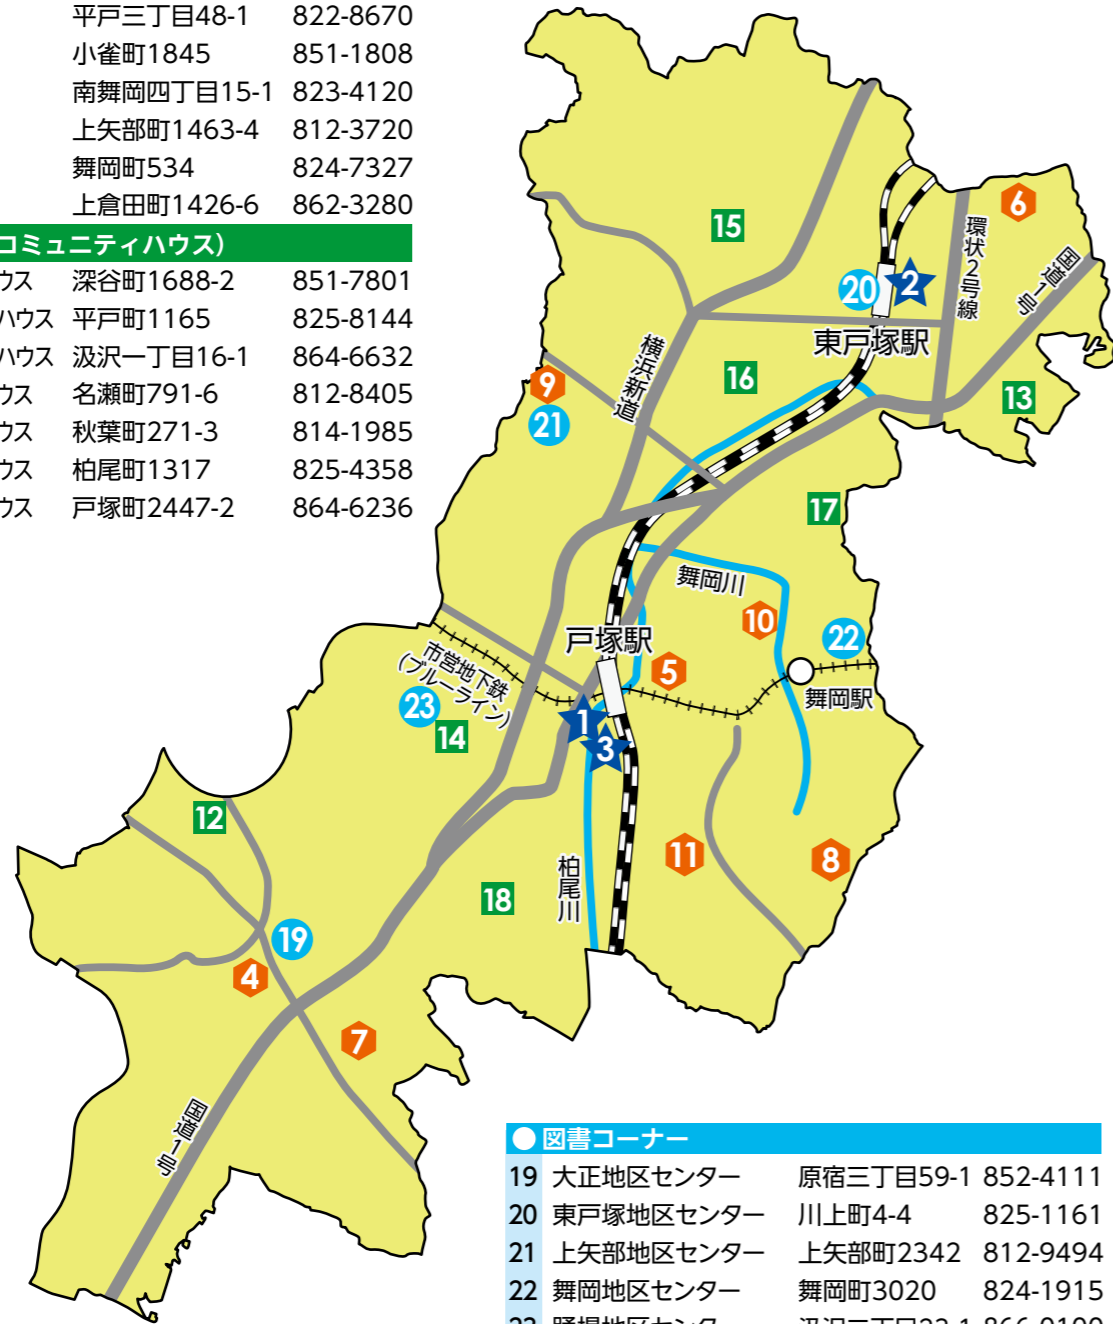 平戸三丁目48-1 822-8670
小雀町1845 851-1808
南舞岡四丁目15-1 823-4120
上矢部町1463-4 812-3720
舞岡町534 824-7327
上倉田町1426-6 862-3280
コミュニティハウス)
ウス 深谷町1688-2 851-7801
ハウス 平戸町1165 825-8144
ハウス 汲沢一丁目16-1 864-6632
ウス 名瀬町791-6 812-8405
ウス 秋葉町271-3 814-1985
ウス 柏尾町1317 825-4358
ウス 戸塚町2447-2 864-6236
6
15
環状2号線
国道1号
20
2
東戸塚駅
横浜新道
16
9
13
21
17
舞岡川
10
戸塚駅
22
5
市営地下鉄
(ブルーライン)
舞岡駅
23
1
14
3
12
11
8
柏尾川
18
19
4
7
国道1号
図書コーナー
19 大正地区センター 原宿三丁目59-1 852-4111
20 東戸塚地区センター 川上町4-4 825-1161
21 上矢部地区センター 上矢部町2342 812-9494
22 舞岡地区センター 舞岡町3020 824-1915